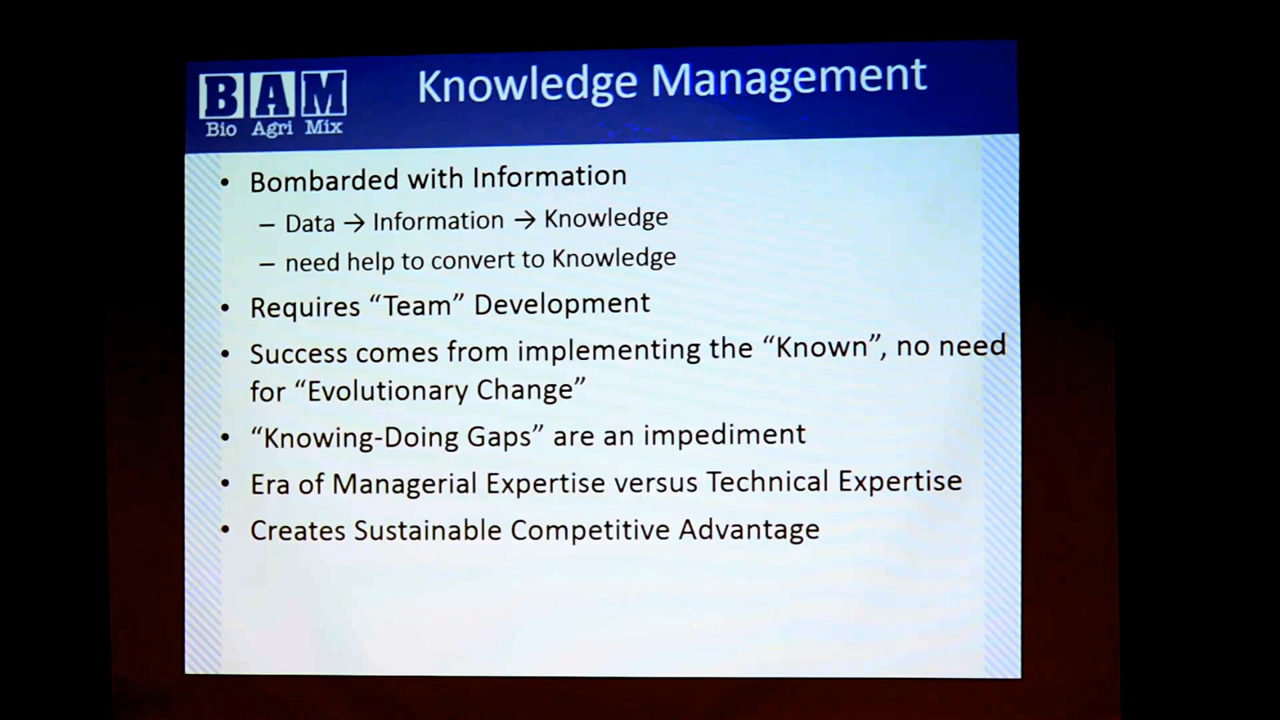 BAM
Bio Agri Mix
Knowledge Management
• Bombarded with Information
– Data → Information → Knowledge
– need help to convert to Knowledge
• Requires “Team” Development
• Success comes from implementing the “Known”, no need
for “Evolutionary Change”
• “Knowing-Doing Gaps” are an impediment
• Era of Managerial Expertise versus Technical Expertise
• Creates Sustainable Competitive Advantage